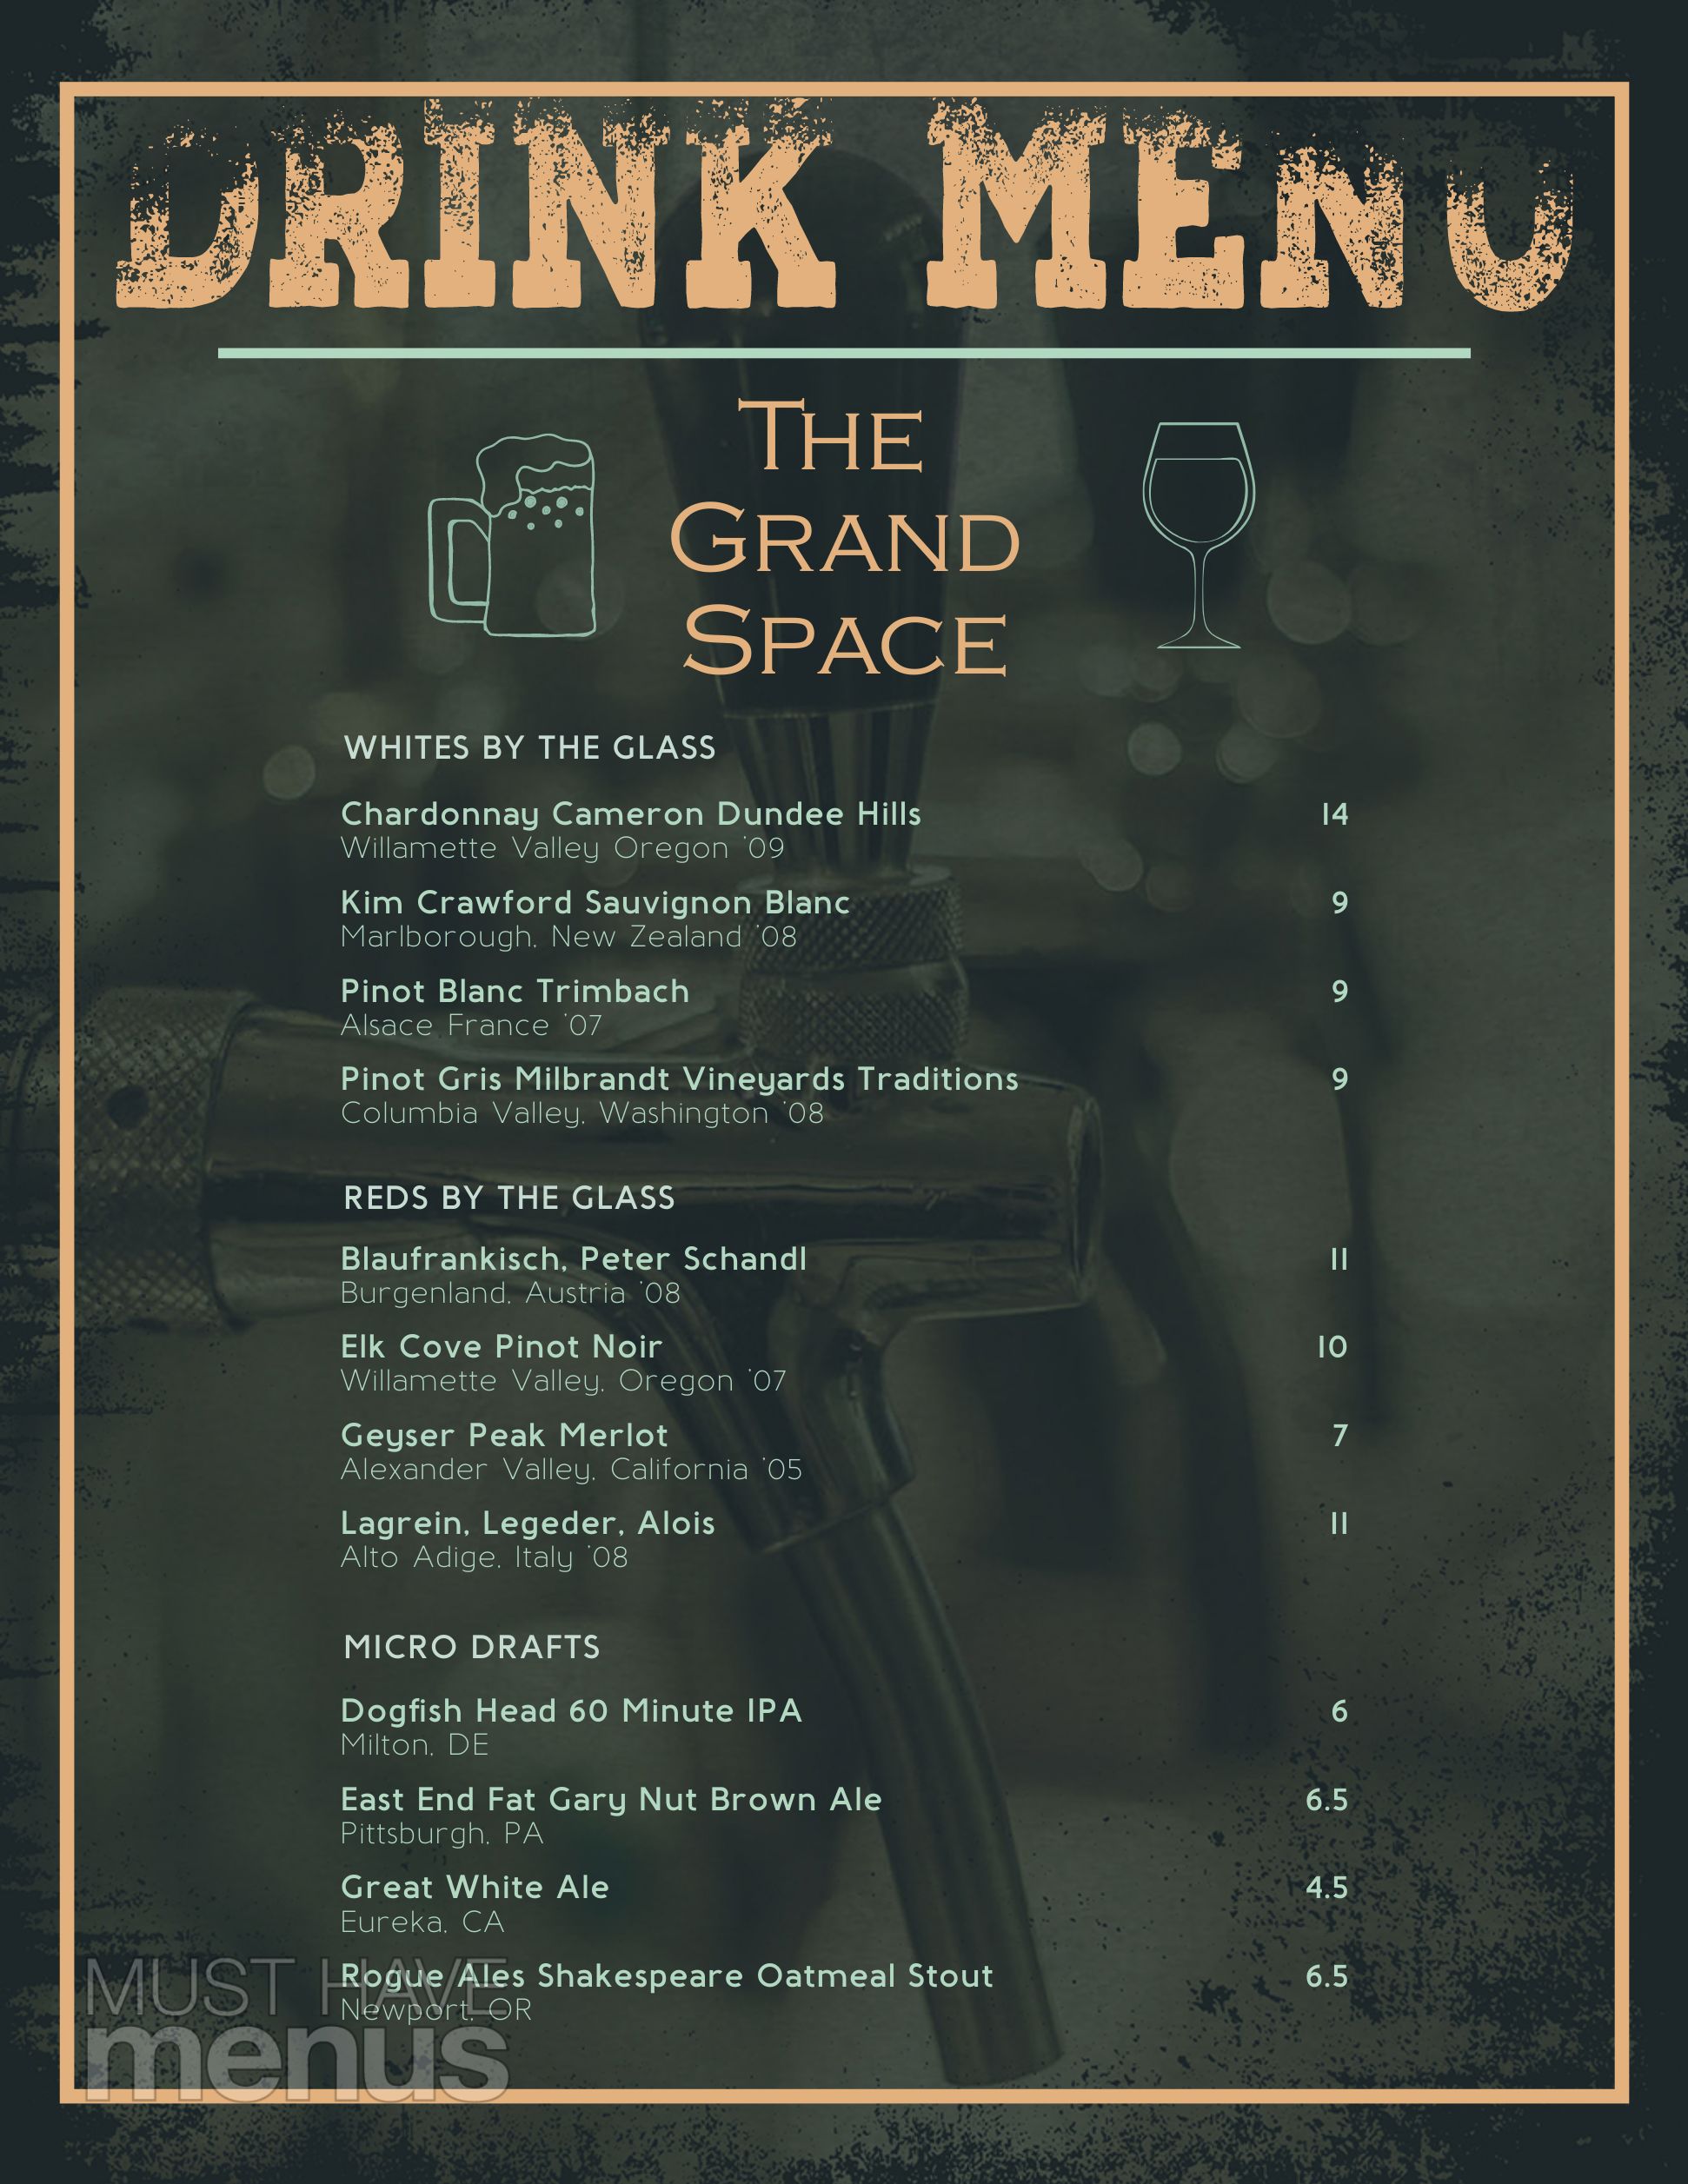 DRINK MENU
THE
GRAND
SPACE
WHITES BY THE GLASS
Chardonnay Cameron Dundee Hills 14
Willamette Valley Oregon '09
Kim Crawford Sauvignon Blanc 9
Marlborough, New Zealand '08
Pinot Blanc Trimbach 9
Alsace France '07
Pinot Gris Milbrandt Vineyards Traditions 9
Columbia Valley, Washington '08
REDS BY THE GLASS
Blaufrankisch, Peter Schandl 11
Burgenland, Austria '08
Elk Cove Pinot Noir 10
Willamette Valley, Oregon '07
Geyser Peak Merlot 7
Alexander Valley, California '05
Lagrein, Legeder, Alois 11
Alto Adige, Italy '08
MICRO DRAFTS
Dogfish Head 60 Minute IPA 6
Milton, DE
East End Fat Gary Nut Brown Ale 6.5
Pittsburgh, PA
Great White Ale 4.5
Eureka, CA
Rogue Ales Shakespeare Oatmeal Stout 6.5
Newport, OR
MUST HAVE
menus